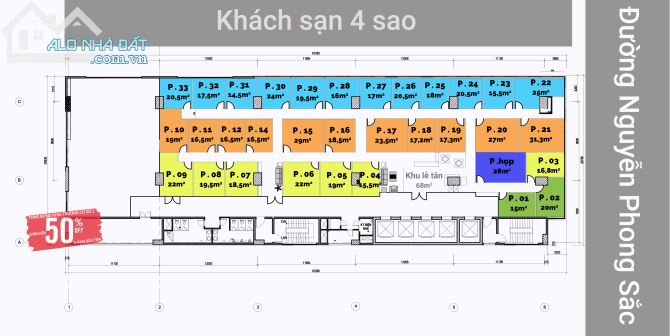 Khách sạn 4 sao
ALO NHÀ ĐẤT
.com.vn
Đường Nguyễn Phong Sắc
P. 33
20,5m²
P. 32
17,5m²
P. 31
14,5m²
P. 30
24m²
P. 29
19,5m²
P. 28
16m²
P. 27
17m²
P. 26
20,5m²
P. 25
18m²
P. 24
20,5m²
P. 23
15,5m²
P. 22
25m²
P. 10
19m²
P. 11
16,5m²
P. 12
16,5m²
P. 14
16,5m²
P. 15
29m²
P. 16
18,5m²
P. 17
23,5m²
P. 18
17,2m²
P. 19
17,3m²
P. 20
27m²
P. 21
31,3m²
P. 09
22m²
P. 08
19,5m²
P. 07
18,5m²
P. 06
22m²
P. 05
19m²
P. 04
15,5m²
Khu lễ tân
68m²
P.họp
28m²
P. 03
16,8m²
P. 01
15m²
P. 02
20m²
50%
OFF